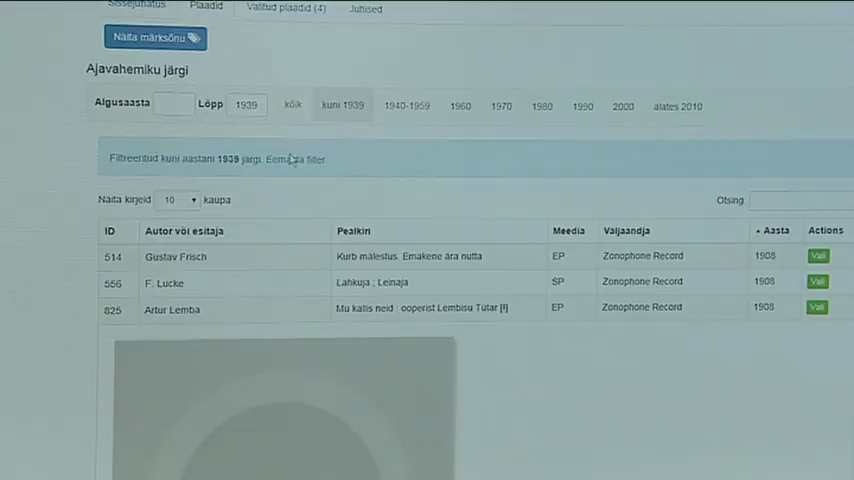 Sissejuhatus Plaadid Valitud plaadid (4) Juhised
Näita märksõnu
Ajavahemiku järgi
Algusaasta Lõpp 1939 kõik kuni 1939 1940-1959 1960 1970 1980 1990 2000 alates 2010
Filtreeritud kuni aastani 1939 järgi. Eemalda filter
Näita kirjeid 10 kaupa Otsing
ID Autor või esitaja Pealkiri Meedia Väljaandja Aasta Actions
514 Gustav Frisch Kurb mälestus. Emakene ära nutta EP Zonophone Record 1908 Vali
556 F. Lucke Lahkuja ; Leinaja SP Zonophone Record 1908 Vali
825 Artur Lemba Mu kallis neid : ooperist Lembisu Tütar [!] EP Zonophone Record 1908 Vali